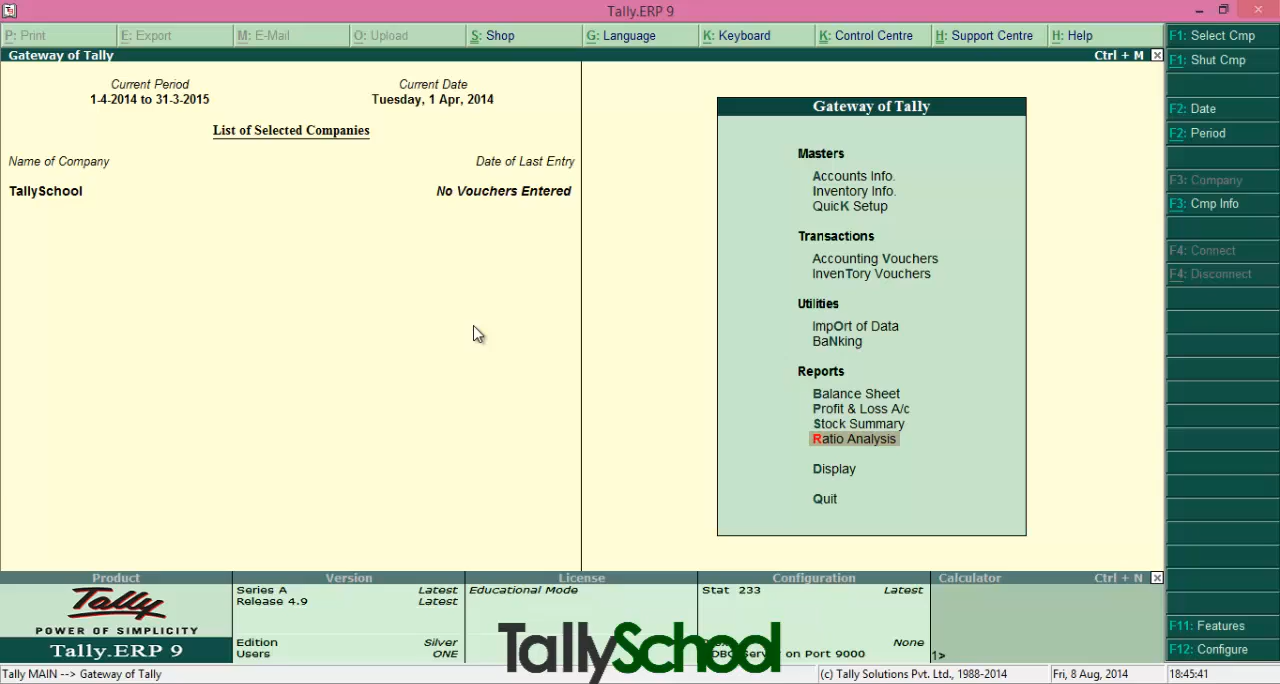 Tally.ERP 9
P: Print
E: Export
M: E-Mail
O: Upload
S: Shop
G: Language
K: Keyboard
K: Control Centre
H: Support Centre
H: Help
Gateway of Tally
Ctrl + M
Current Period
1-4-2014 to 31-3-2015
Current Date
Tuesday, 1 Apr, 2014
List of Selected Companies
Name of Company
Date of Last Entry
TallySchool
No Vouchers Entered
Gateway of Tally
Masters
Accounts Info.
Inventory Info.
QuicK Setup
Transactions
Accounting Vouchers
InvenTory Vouchers
Utilities
ImpOrt of Data
BaNking
Reports
Balance Sheet
Profit & Loss A/c
Stock Summary
Ratio Analysis
Display
Quit
F1: Select Cmp
F1: Shut Cmp
F2: Date
F2: Period
F3: Company
F3: Cmp Info
F4: Connect
F4: Disconnect
F11: Features
F12: Configure
Product
Tally
POWER OF SIMPLICITY
Tally.ERP 9
Version
Series A Latest
Release 4.9 Latest
Edition Silver
Users ONE
License
Educational Mode
Configuration
Stat 233 Latest
None
on Port 9000
Calculator
Ctrl + N
1>
TallySchool
Tally MAIN --> Gateway of Tally
(c) Tally Solutions Pvt. Ltd., 1988-2014
Fri, 8 Aug, 2014
18:45:41